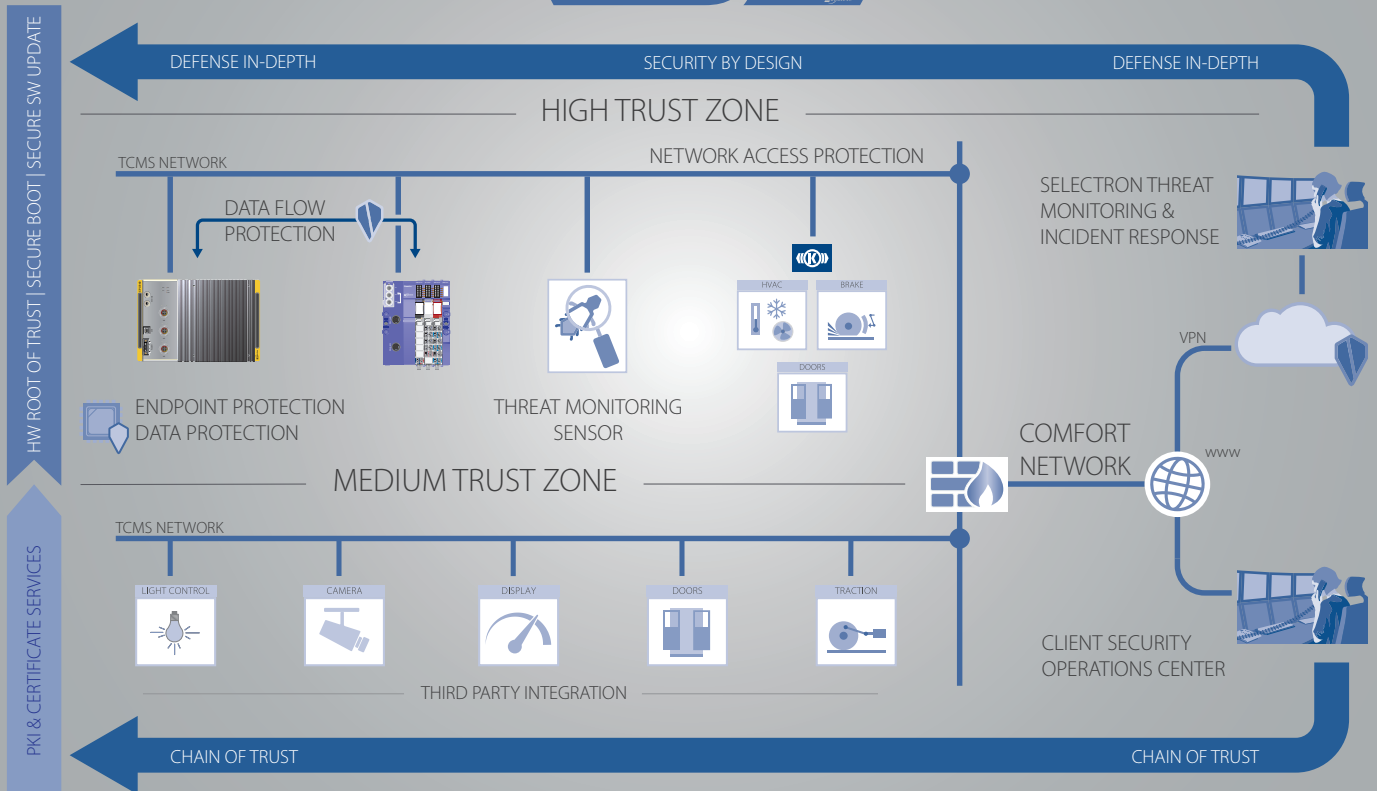 DEFENSE IN-DEPTH
SECURITY BY DESIGN
DEFENSE IN-DEPTH
HW ROOT OF TRUST | SECURE BOOT | SECURE SW UPDATE
PKI & CERTIFICATE SERVICES
HIGH TRUST ZONE
TCMS NETWORK
NETWORK ACCESS PROTECTION
DATA FLOW
PROTECTION
SELECTRON THREAT
MONITORING &
INCIDENT RESPONSE
K
HVAC
BRAKE
DOORS
VPN
ENDPOINT PROTECTION
DATA PROTECTION
THREAT MONITORING
SENSOR
COMFORT
NETWORK
WWW
MEDIUM TRUST ZONE
TCMS NETWORK
LIGHT CONTROL
CAMERA
DISPLAY
DOORS
TRACTION
CLIENT SECURITY
OPERATIONS CENTER
THIRD PARTY INTEGRATION
CHAIN OF TRUST
CHAIN OF TRUST